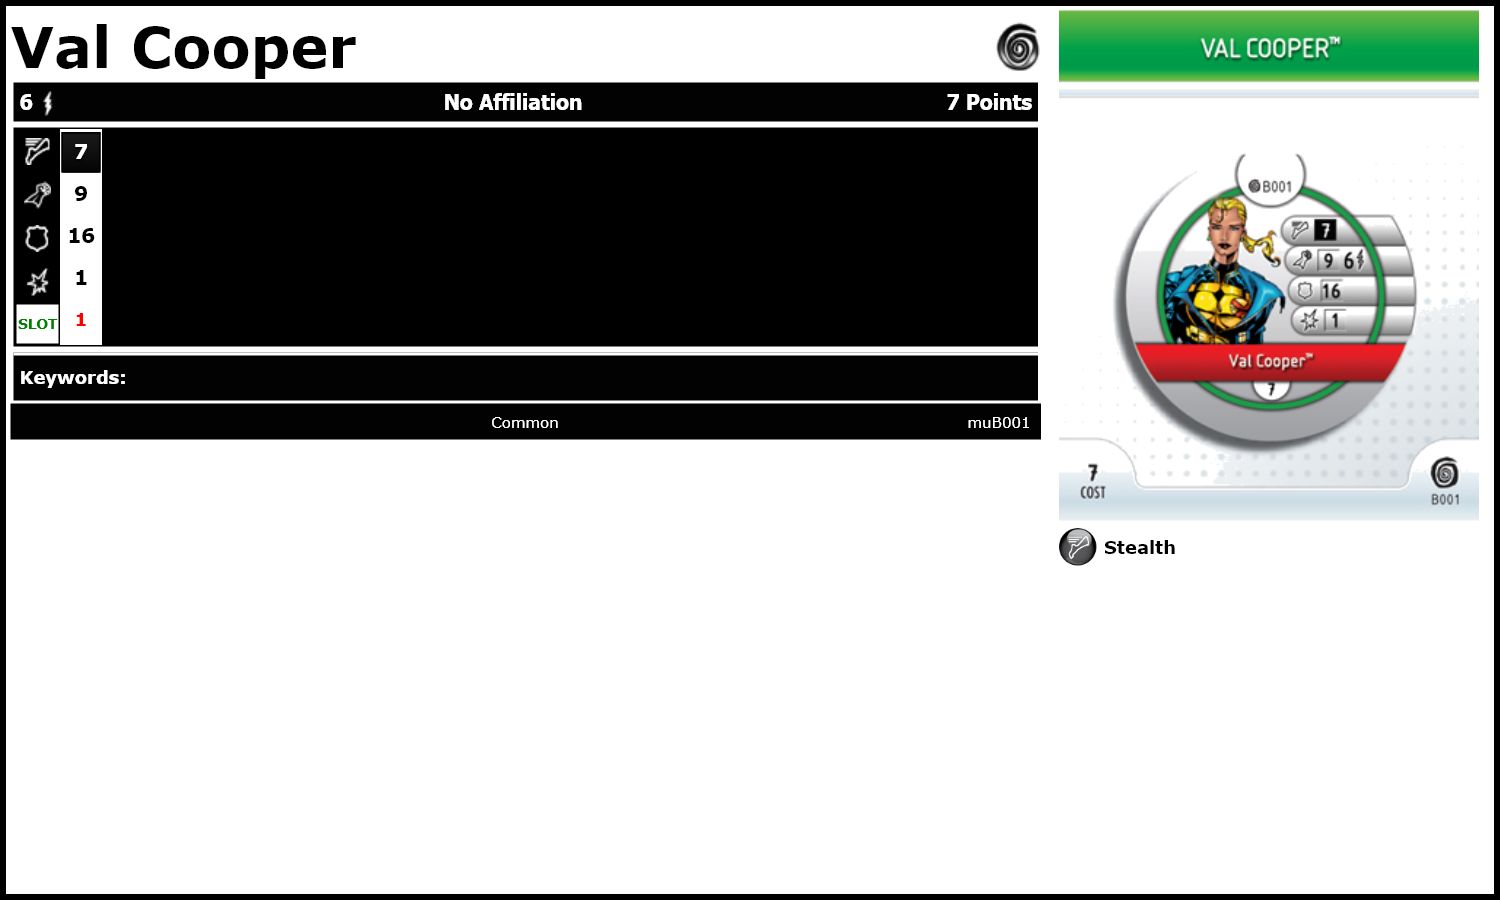 Val Cooper
6 No Affiliation 7 Points
7
9
16
1
SLOT 1
Keywords:
Common muB001
VAL COOPER™
B001
7
9 6
16
1
Val Cooper™
7
7
COST
B001
Stealth